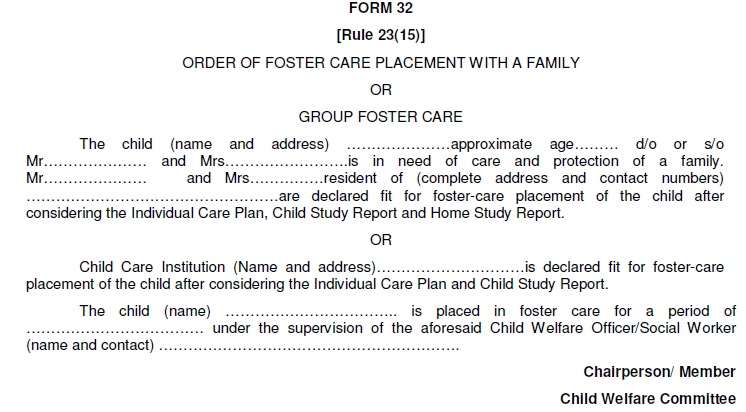 FORM 32
[Rule 23(15)]
ORDER OF FOSTER CARE PLACEMENT WITH A FAMILY
OR
GROUP FOSTER CARE
The child (name and address) …………………approximate age……… d/o or s/o
Mr………………… and Mrs…………………….is in need of care and protection of a family.
Mr………………… and Mrs……………resident of (complete address and contact numbers)
…………………………………………….are declared fit for foster-care placement of the child after
considering the Individual Care Plan, Child Study Report and Home Study Report.
OR
Child Care Institution (Name and address)…………………………is declared fit for foster-care
placement of the child after considering the Individual Care Plan and Child Study Report.
The child (name) …………………………….. is placed in foster care for a period of
……………………………… under the supervision of the aforesaid Child Welfare Officer/Social Worker
(name and contact) …………………………………………………….
Chairperson/ Member
Child Welfare Committee